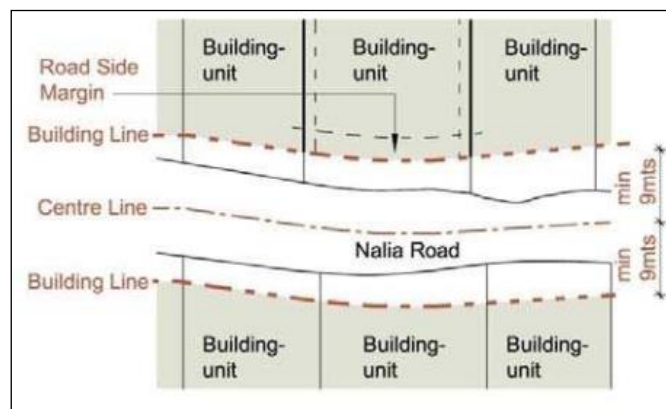 Building-
unit
Building-
unit
Building-
unit
Road Side
Margin
Building Line
min
9mts
Centre Line
Nalia Road
min
9mts
Building Line
Building-
unit
Building-
unit
Building-
unit